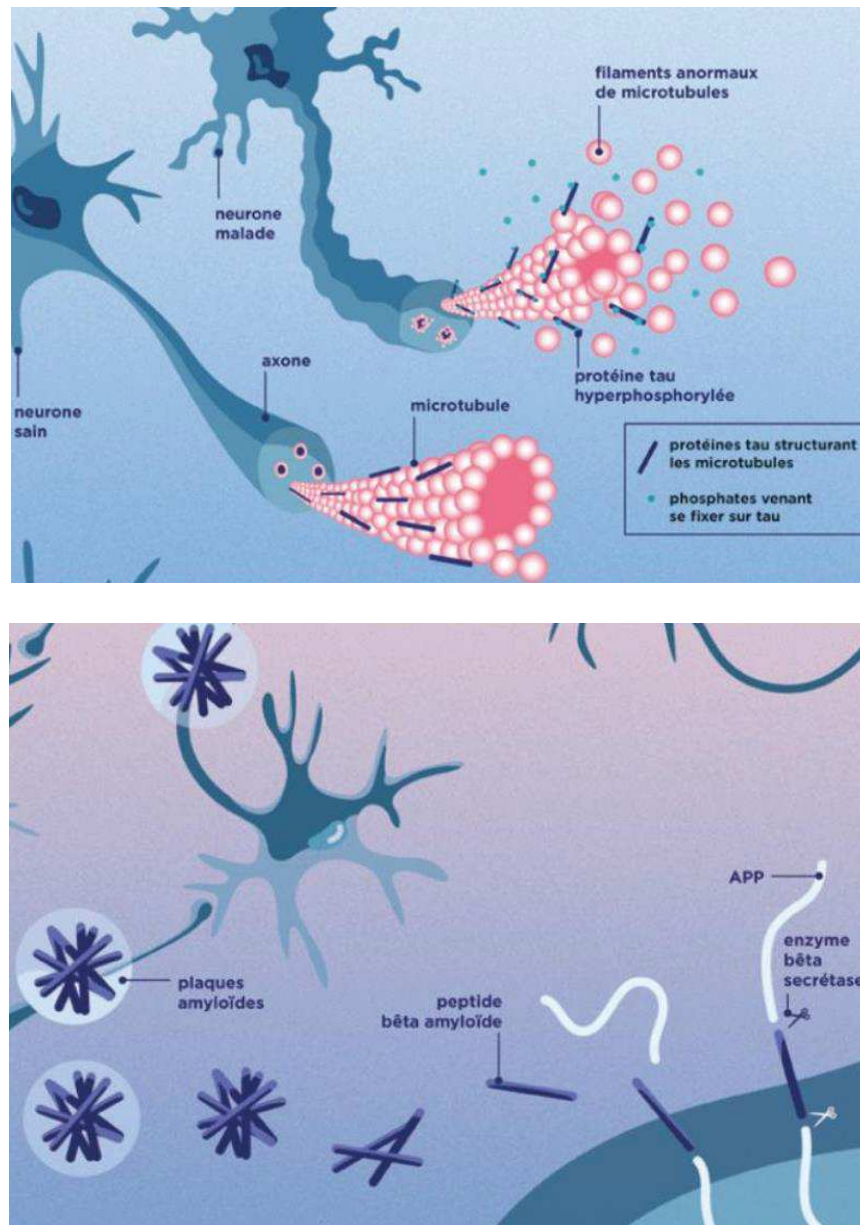 filaments anormaux
de microtubules
neurone
malade
axone
protéine tau
hyperphosphorylée
microtubule
neurone
sain
protéines tau structurant
les microtubules
phosphates venant
se fixer sur tau
APP
enzyme
bêta
secrétase
plaques
amyloïdes
peptide
bêta amyloïde